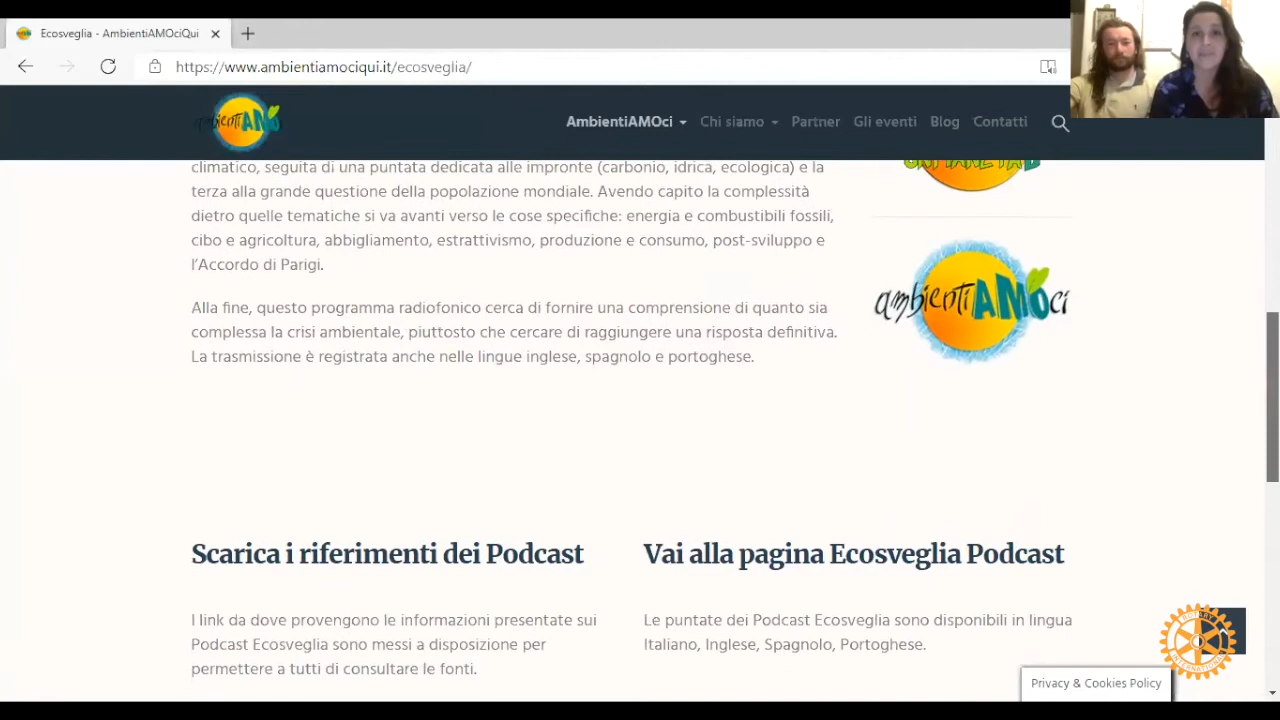 Ecosveglia - AmbientiAMOciQui
https://www.ambientiamociqui.it/ecosveglia/
ambientiAMO
AmbientiAMOci
Chi siamo
Partner
Gli eventi
Blog
Contatti
climatico, seguita di una puntata dedicata alle impronte (carbonio, idrica, ecologica) e la
terza alla grande questione della popolazione mondiale. Avendo capito la complessità
dietro quelle tematiche si va avanti verso le cose specifiche: energia e combustibili fossili,
cibo e agricoltura, abbigliamento, estrattivismo, produzione e consumo, post-sviluppo e
l'Accordo di Parigi.
Alla fine, questo programma radiofonico cerca di fornire una comprensione di quanto sia
complessa la crisi ambientale, piuttosto che cercare di raggiungere una risposta definitiva.
La trasmissione è registrata anche nelle lingue inglese, spagnolo e portoghese.
ambientiAMOci
Scarica i riferimenti dei Podcast
I link da dove provengono le informazioni presentate sui
Podcast Ecosveglia sono messi a disposizione per
permettere a tutti di consultare le fonti.
Vai alla pagina Ecosveglia Podcast
Le puntate dei Podcast Ecosveglia sono disponibili in lingua
Italiano, Inglese, Spagnolo, Portoghese.
ROTARY
INTERNATIONAL
Privacy & Cookies Policy